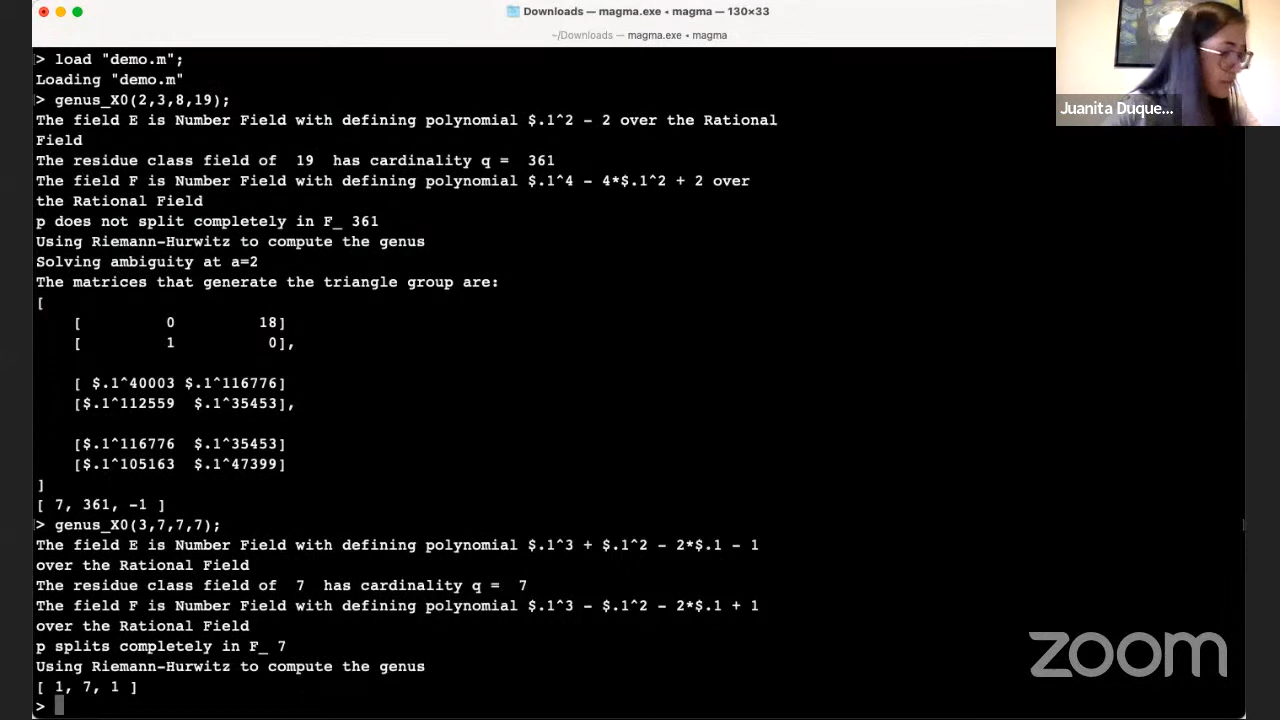 Downloads — magma.exe • magma — 130×33
~/Downloads — magma.exe • magma
> load "demo.m";
Loading "demo.m"
> genus_X0(2,3,8,19);
The field E is Number Field with defining polynomial $.1^2 - 2 over the Rational
Field
The residue class field of  19  has cardinality q =  361
The field F is Number Field with defining polynomial $.1^4 - 4*$.1^2 + 2 over
the Rational Field
p does not split completely in F_ 361
Using Riemann-Hurwitz to compute the genus
Solving ambiguity at a=2
The matrices that generate the triangle group are:
[
[         0         18]
[         1          0],
[ $.1^40003 $.1^116776]
[$.1^112559  $.1^35453],
[$.1^116776  $.1^35453]
[$.1^105163  $.1^47399]
]
[ 7, 361, -1 ]
> genus_X0(3,7,7,7);
The field E is Number Field with defining polynomial $.1^3 + $.1^2 - 2*$.1 - 1
over the Rational Field
The residue class field of  7  has cardinality q =  7
The field F is Number Field with defining polynomial $.1^3 - $.1^2 - 2*$.1 + 1
over the Rational Field
p splits completely in F_ 7
Using Riemann-Hurwitz to compute the genus
[ 1, 7, 1 ]
>
Juanita Duque...
zoom